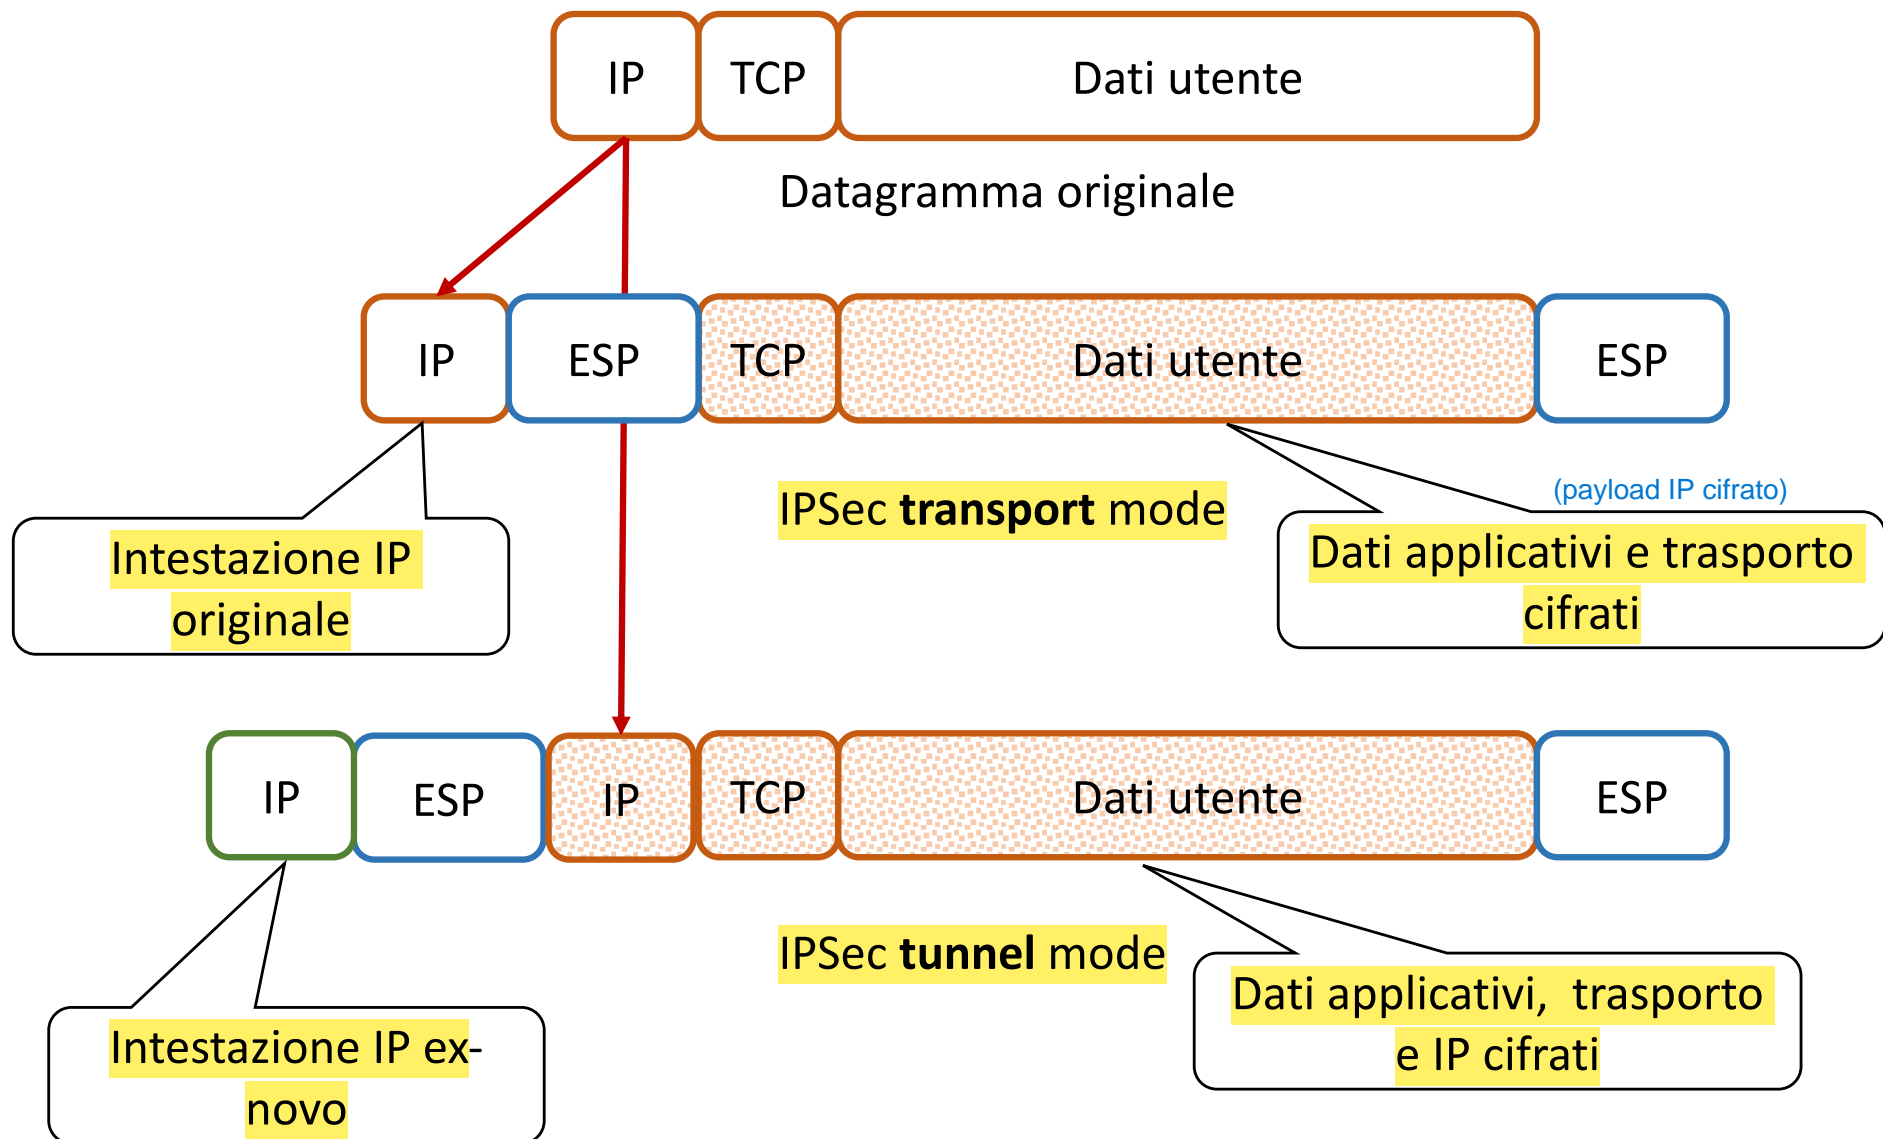 IP TCP Dati utente
Datagramma originale
IP ESP TCP Dati utente ESP
(payload IP cifrato)
IPSec transport mode
Intestazione IP
originale
Dati applicativi e trasporto
cifrati
IP ESP IP TCP Dati utente ESP
IPSec tunnel mode
Dati applicativi, trasporto
e IP cifrati
Intestazione IP ex-
novo